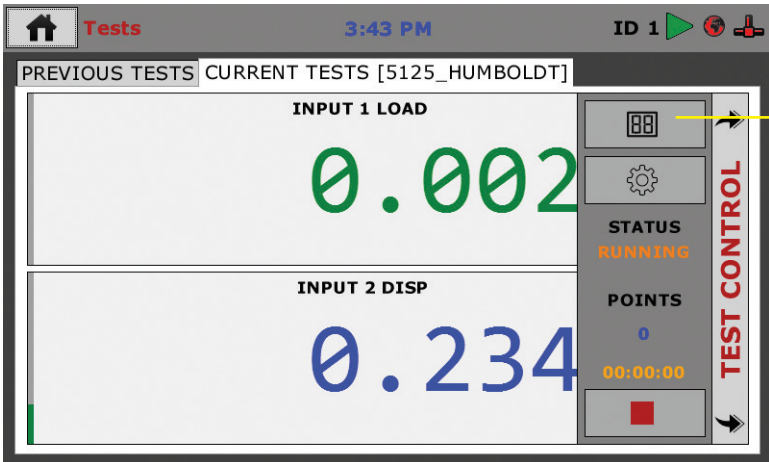 Tests 3:43 PM ID 1
PREVIOUS TESTS CURRENT TESTS [5125_HUMBOLDT]
INPUT 1 LOAD
0.002
INPUT 2 DISP
0.234
88
STATUS
RUNNING
POINTS
0
00:00:00
TEST CONTROL